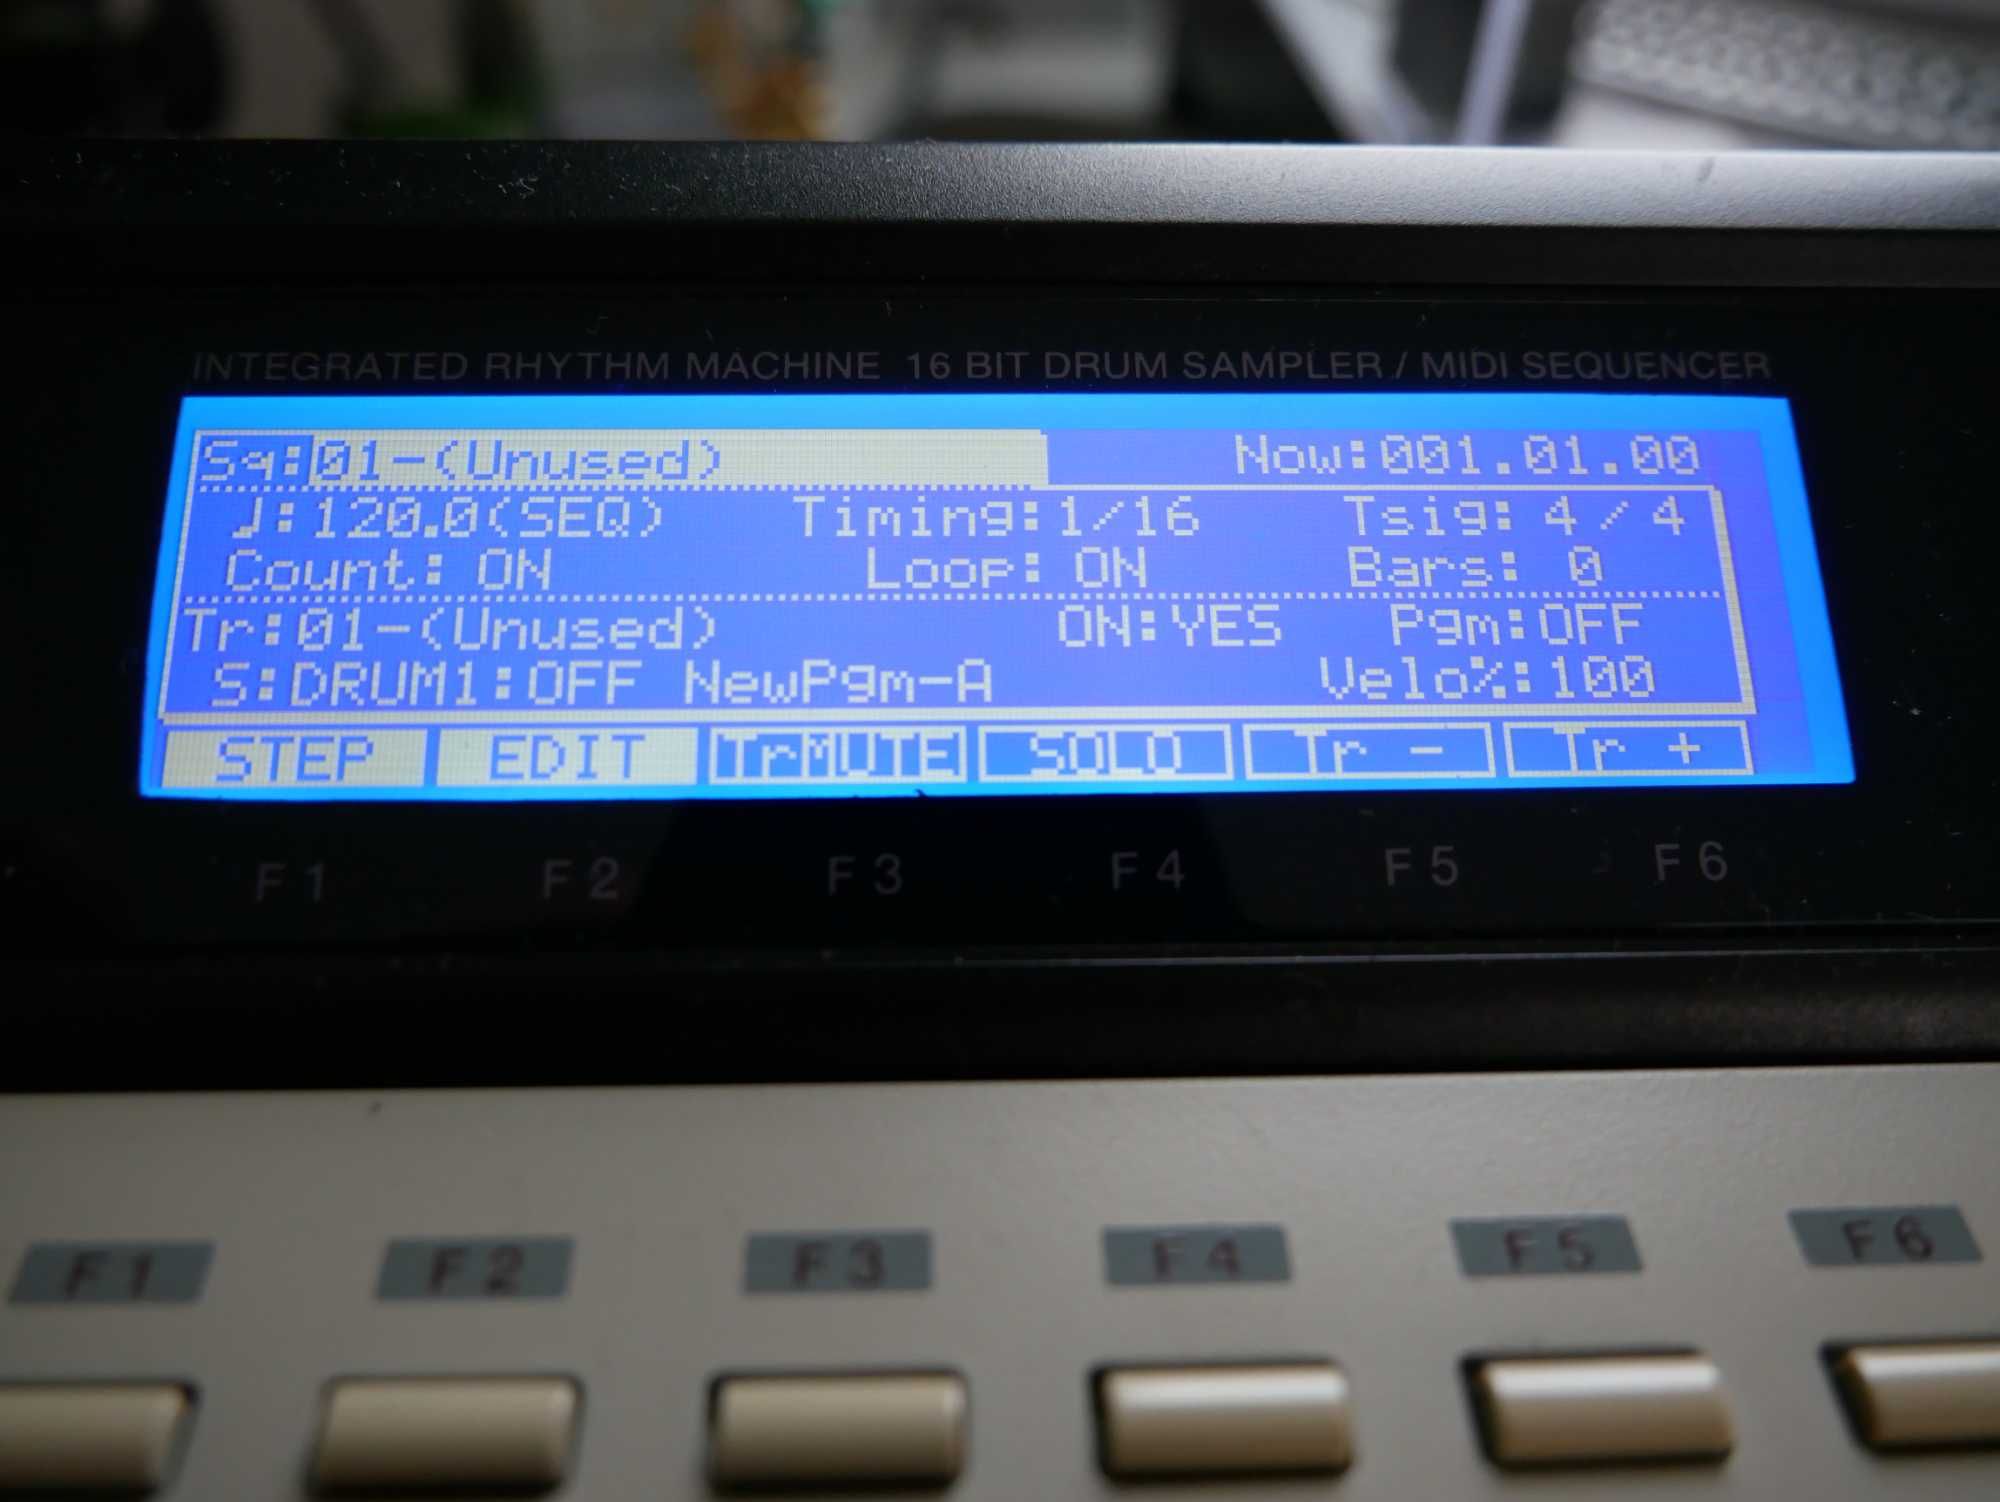 INTEGRATED RHYTHM MACHINE 16 BIT DRUM SAMPLER / MIDI SEQUENCER
Sq:01-(Unused) Now:001.01.00
♩:120.0(SEQ) Timing:1/16 Tsig: 4/ 4
Count: ON Loop: ON Bars: 0
Tr:01-(Unused) ON:YES Pgm:OFF
S:DRUM1:OFF NewPgm-A Velo%:100
STEP EDIT TrMUTE SOLO Tr - Tr +
F1 F2 F3 F4 F5 F6
F1 F2 F3 F4 F5 F6